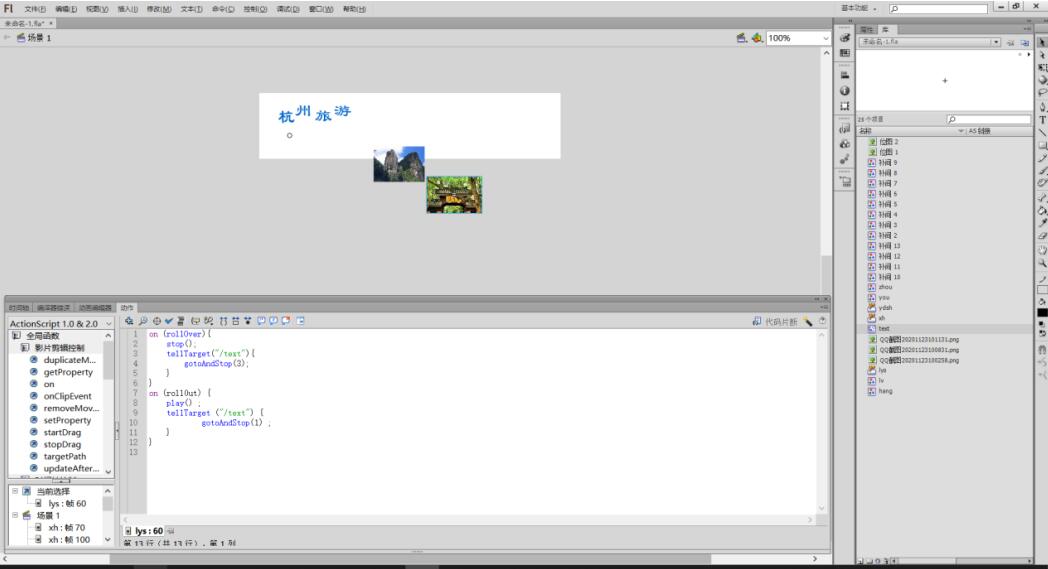 Fl 文件(F) 编辑(E) 视图(V) 插入(I) 修改(M) 文本(T) 命令(C) 控制(O) 调试(D) 窗口(W) 帮助(H) 基本功能
未命名-1.fla* ×
场景 1 100%
杭州旅游
时间轴 编译器错误 动画编辑器 动作
ActionScript 1.0 & 2.0
全局函数
影片剪辑控制
duplicateM...
getProperty
on
onClipEvent
removeMov...
setProperty
startDrag
stopDrag
targetPath
updateAfter...
当前选择
lys : 帧 60
场景 1
xh : 帧 70
xh : 帧 100
代码片断
1 on (rollOver){
2 stop();
3 tellTarget("/text"){
4 gotoAndStop(3);
5 }
6 }
7 on (rollOut) {
8 play() ;
9 tellTarget ("/text") {
10 gotoAndStop(1) ;
11 }
12 }
13
lys : 60
第 13 行（共 13 行），第 1 列
属性 库
未命名-1.fla
25 个项目
名称 AS 链接
位图 2
位图 1
补间 9
补间 8
补间 7
补间 6
补间 5
补间 4
补间 3
补间 2
补间 13
补间 12
补间 11
补间 10
zhou
you
ydsh
xh
text
QQ截图20201123101131.png
QQ截图20201123100831.png
QQ截图20201123100258.png
lys
lv
hang